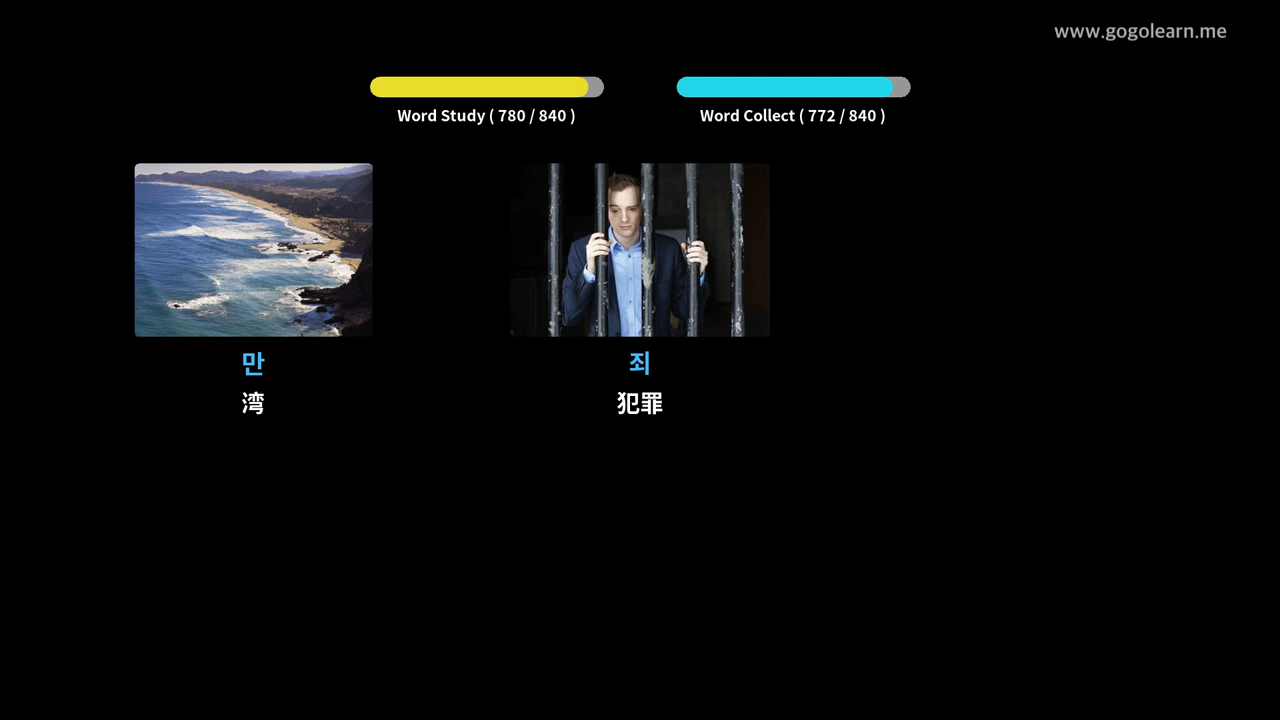 www.gogolearn.me
Word Study ( 780 / 840 )
Word Collect ( 772 / 840 )
만
湾
죄
犯罪